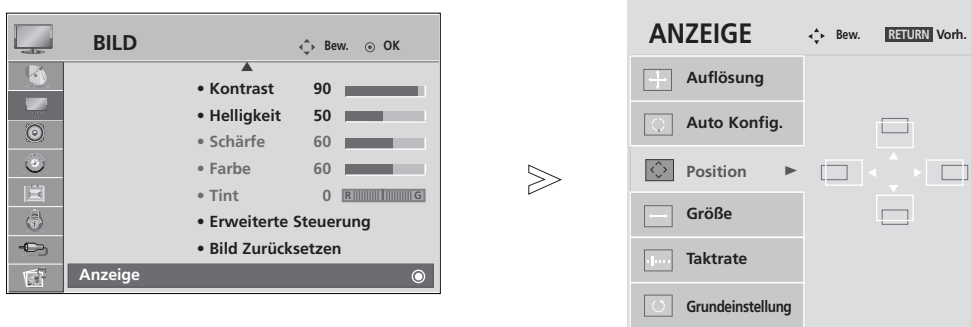 BILD
Bew. OK
• Kontrast 90
• Helligkeit 50
• Schärfe 60
• Farbe 60
• Tint 0 R G
• Erweiterte Steuerung
• Bild Zurücksetzen
Anzeige
ANZEIGE Bew. RETURN Vorh.
Auflösung
Auto Konfig.
Position
Größe
Taktrate
Grundeinstellung